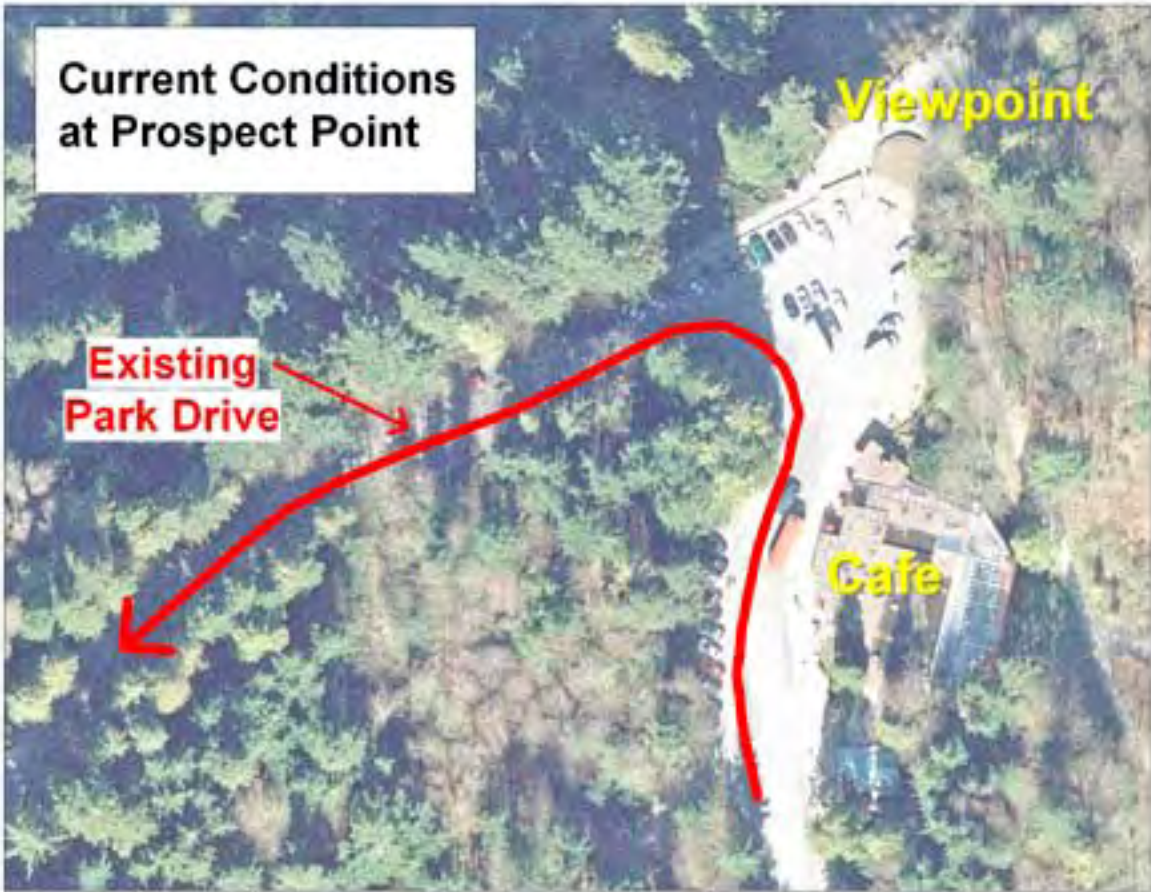 Current Conditions
at Prospect Point
Viewpoint
Existing
Park Drive
Cafe